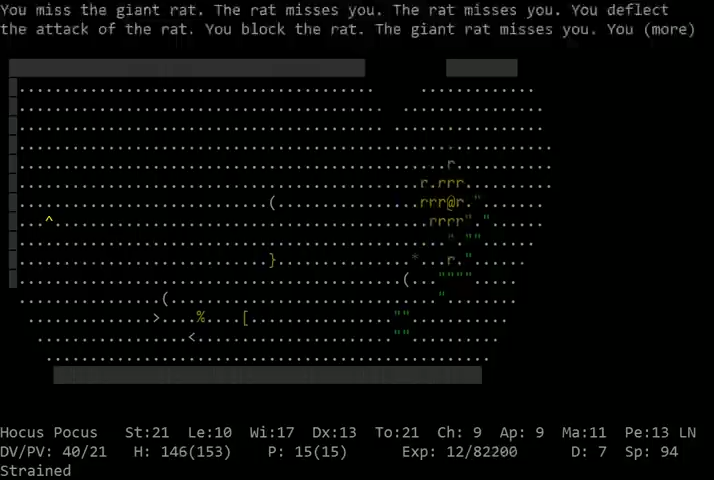 You miss the giant rat. The rat misses you. The rat misses you. You deflect
the attack of the rat. You block the rat. The giant rat misses you. You (more)
Hocus Pocus St:21 Le:10 Wi:17 Dx:13 To:21 Ch: 9 Ap: 9 Ma:11 Pe:13 LN
DV/PV: 40/21 H: 146(153) P: 15(15) Exp: 12/82200 D: 7 Sp: 94
Strained